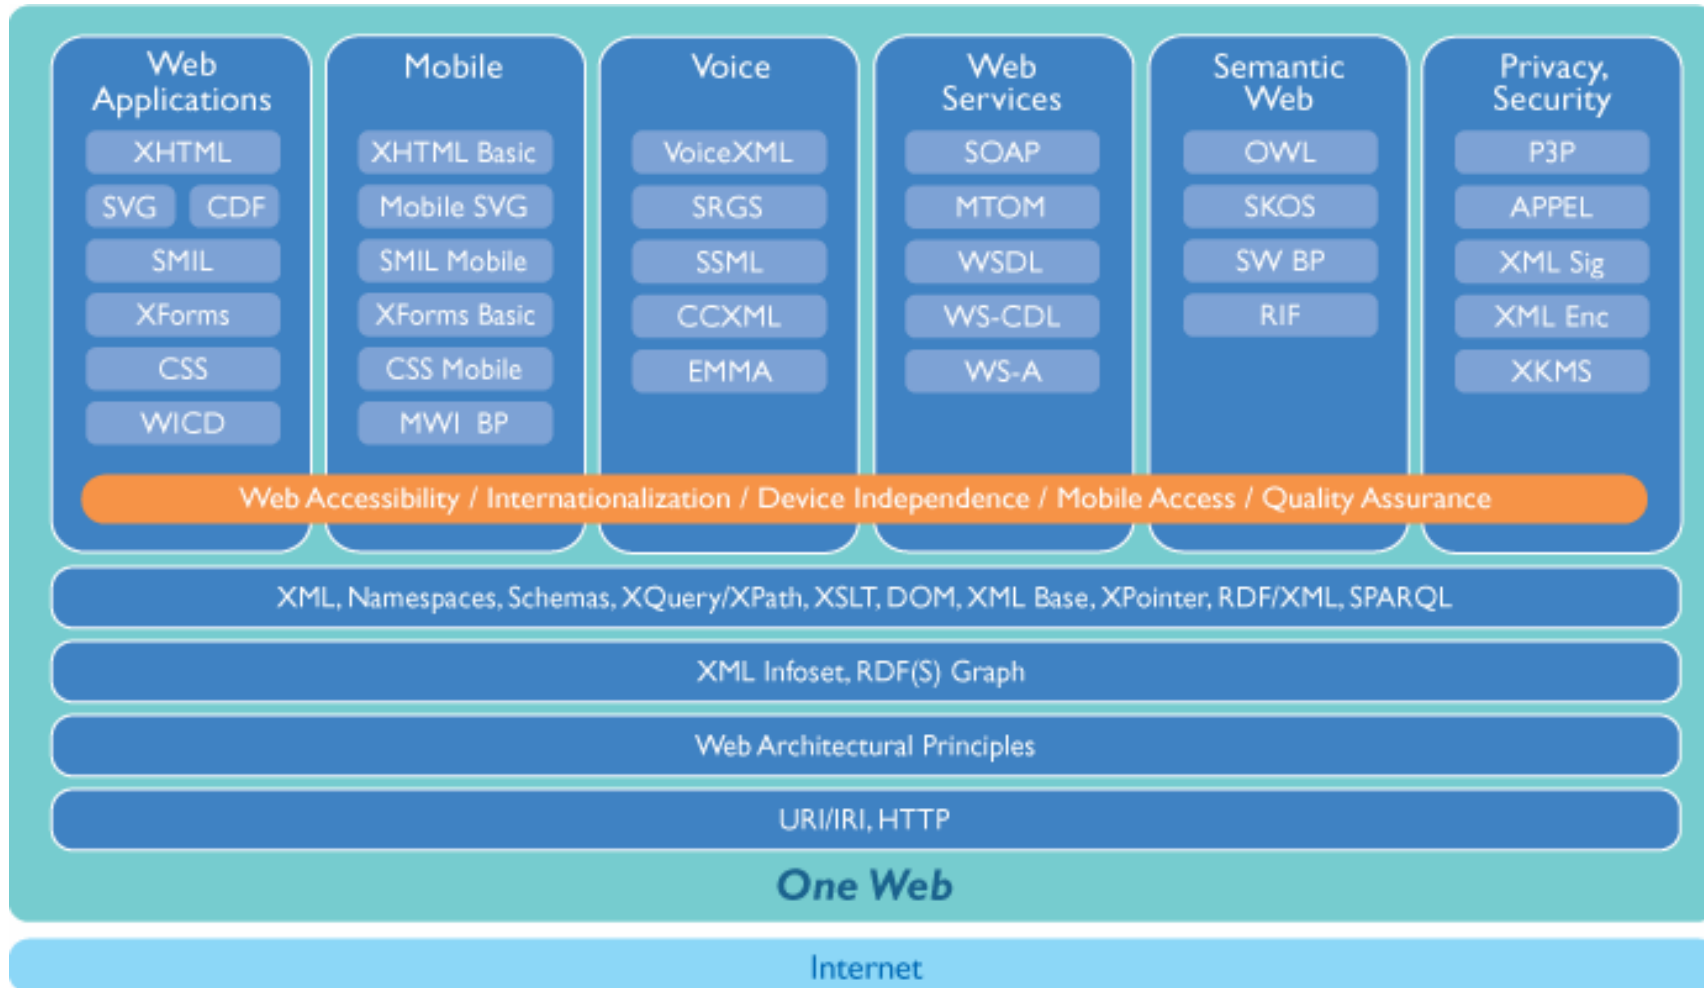 Web
Applications
XHTML
SVG
CDF
SMIL
XForms
CSS
WICD
Mobile
XHTML Basic
Mobile SVG
SMIL Mobile
XForms Basic
CSS Mobile
MWI BP
Voice
VoiceXML
SRGS
SSML
CCXML
EMMA
Web
Services
SOAP
MTOM
WSDL
WS-CDL
WS-A
Semantic
Web
OWL
SKOS
SW BP
RIF
Privacy,
Security
P3P
APPEL
XML Sig
XML Enc
XKMS
Web Accessibility / Internationalization / Device Independence / Mobile Access / Quality Assurance
XML, Namespaces, Schemas, XQuery/XPath, XSLT, DOM, XML Base, XPointer, RDF/XML, SPARQL
XML Infoset, RDF(S) Graph
Web Architectural Principles
URI/IRI, HTTP
One Web
Internet